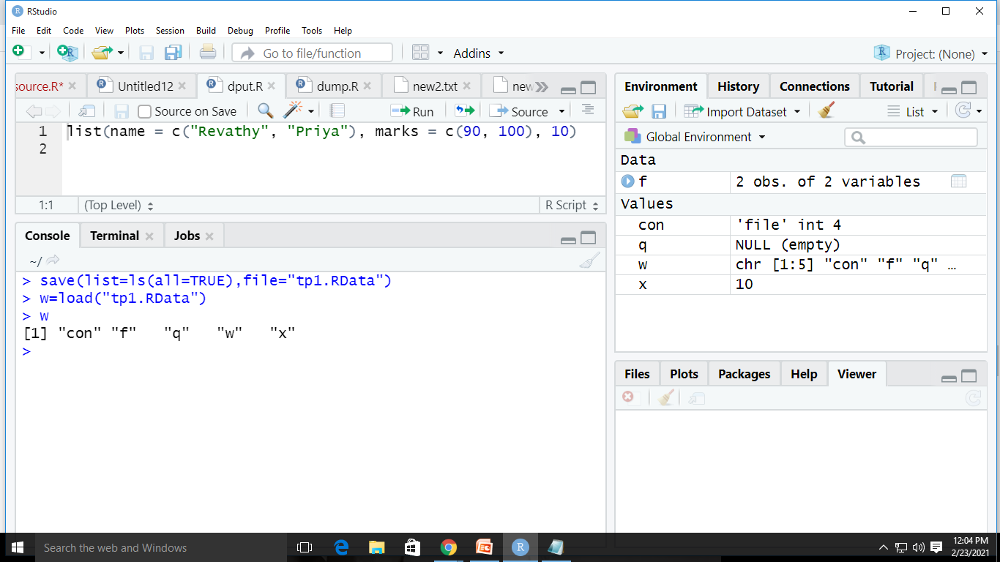 RStudio
File Edit Code View Plots Session Build Debug Profile Tools Help
Go to file/function Addins Project: (None)
source.R* Untitled12 dput.R dump.R new2.txt new
Source on Save Run Source
1 list(name = c("Revathy", "Priya"), marks = c(90, 100), 10)
2
1:1 (Top Level) R Script
Console Terminal Jobs
~/
> save(list=ls(all=TRUE),file="tp1.RData")
> w=load("tp1.RData")
> w
[1] "con" "f" "q" "w" "x"
>
Environment History Connections Tutorial
Import Dataset List
Global Environment
Data
f 2 obs. of 2 variables
Values
con 'file' int 4
q NULL (empty)
w chr [1:5] "con" "f" "q" …
x 10
Files Plots Packages Help Viewer
Search the web and Windows
12:04 PM
2/23/2021